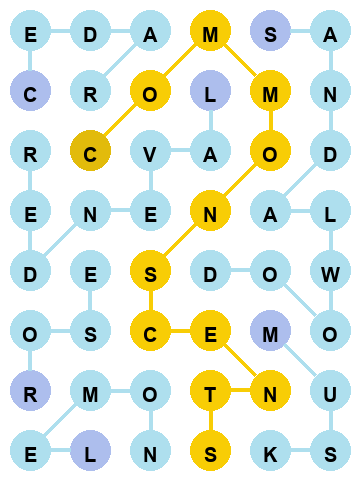 E D A M S A
C R O L M N
R C V A O D
E N E N A L
D E S D O W
O S C E M O
R M O T N U
E L N S K S